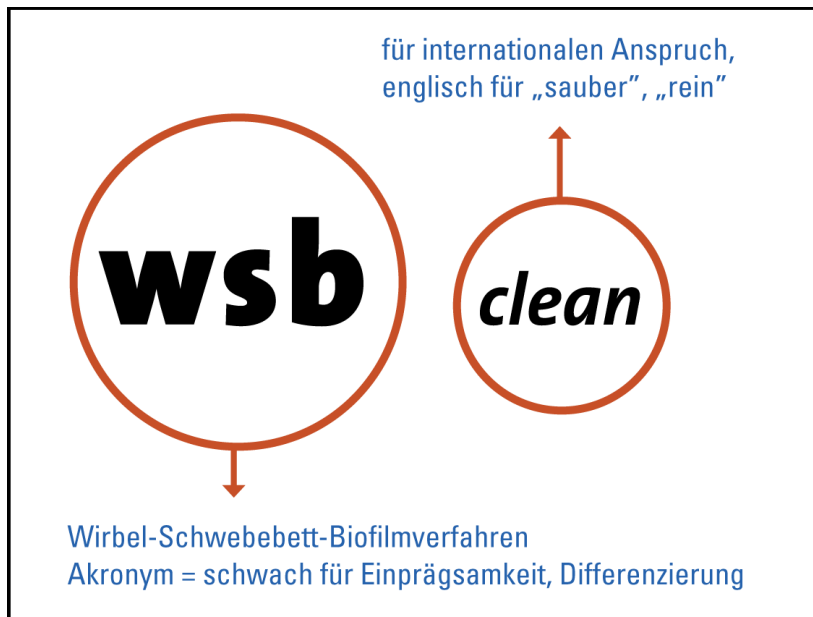 für internationalen Anspruch,
englisch für „sauber”, „rein”
wsb
clean
Wirbel-Schwebebett-Biofilmverfahren
Akronym = schwach für Einprägsamkeit, Differenzierung